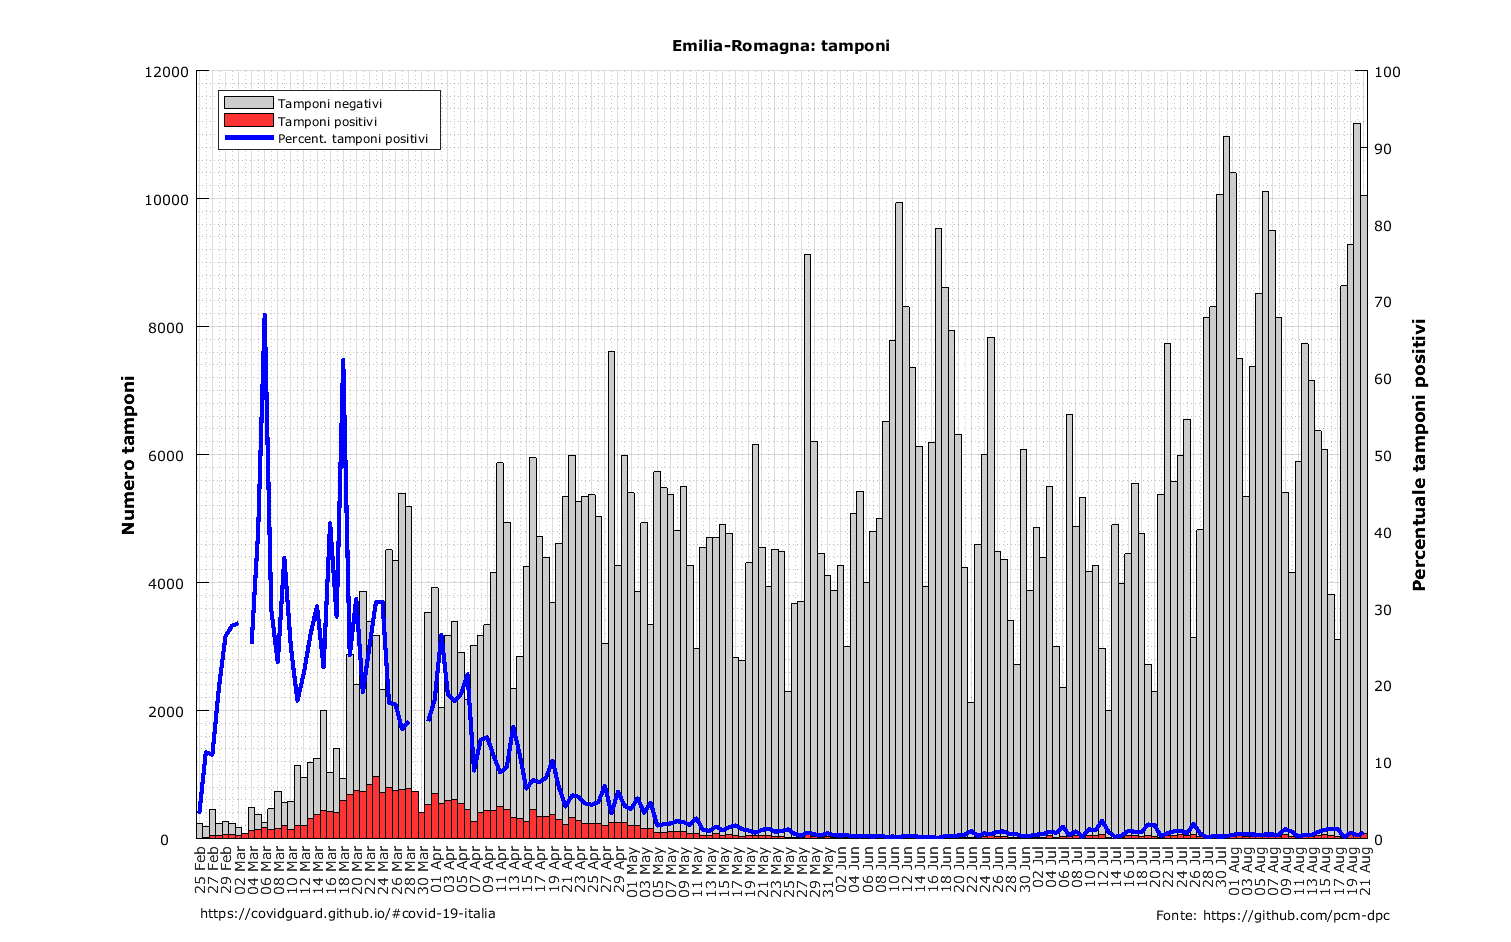 Emilia-Romagna: tamponi
Tamponi negativi
Tamponi positivi
Percent. tamponi positivi
Numero tamponi
12000
10000
8000
6000
4000
2000
0
Percentuale tamponi positivi
100
90
80
70
60
50
40
30
20
10
0
25 Feb
27 Feb
29 Feb
02 Mar
04 Mar
06 Mar
08 Mar
10 Mar
12 Mar
14 Mar
16 Mar
18 Mar
20 Mar
22 Mar
24 Mar
26 Mar
28 Mar
30 Mar
01 Apr
03 Apr
05 Apr
07 Apr
09 Apr
11 Apr
13 Apr
15 Apr
17 Apr
19 Apr
21 Apr
23 Apr
25 Apr
27 Apr
29 Apr
01 May
03 May
05 May
07 May
09 May
11 May
13 May
15 May
17 May
19 May
21 May
23 May
25 May
27 May
29 May
31 May
02 Jun
04 Jun
06 Jun
08 Jun
10 Jun
12 Jun
14 Jun
16 Jun
18 Jun
20 Jun
22 Jun
24 Jun
26 Jun
28 Jun
30 Jun
02 Jul
04 Jul
06 Jul
08 Jul
10 Jul
12 Jul
14 Jul
16 Jul
18 Jul
20 Jul
22 Jul
24 Jul
26 Jul
28 Jul
30 Jul
01 Aug
03 Aug
05 Aug
07 Aug
09 Aug
11 Aug
13 Aug
15 Aug
17 Aug
19 Aug
21 Aug
https://covidguard.github.io/#covid-19-italia
Fonte: https://github.com/pcm-dpc